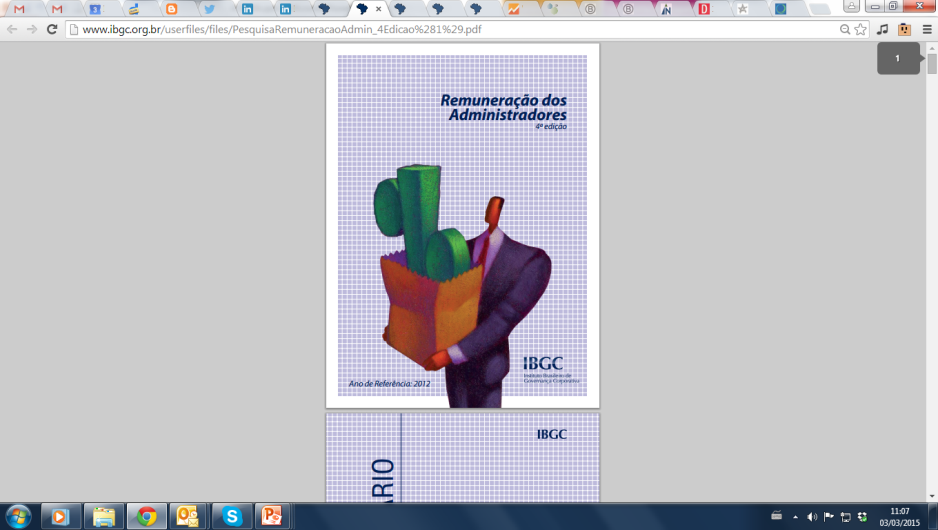 www.ibgc.org.br/userfiles/files/PesquisaRemuneracaoAdmin_4Edicao%281%29.pdf
1
Remuneração dos
Administradores
4ª edição
IBGC
Instituto Brasileiro de
Governança Corporativa
Ano de Referência: 2012
IBGC
ÁRIO
11:07
03/03/2015